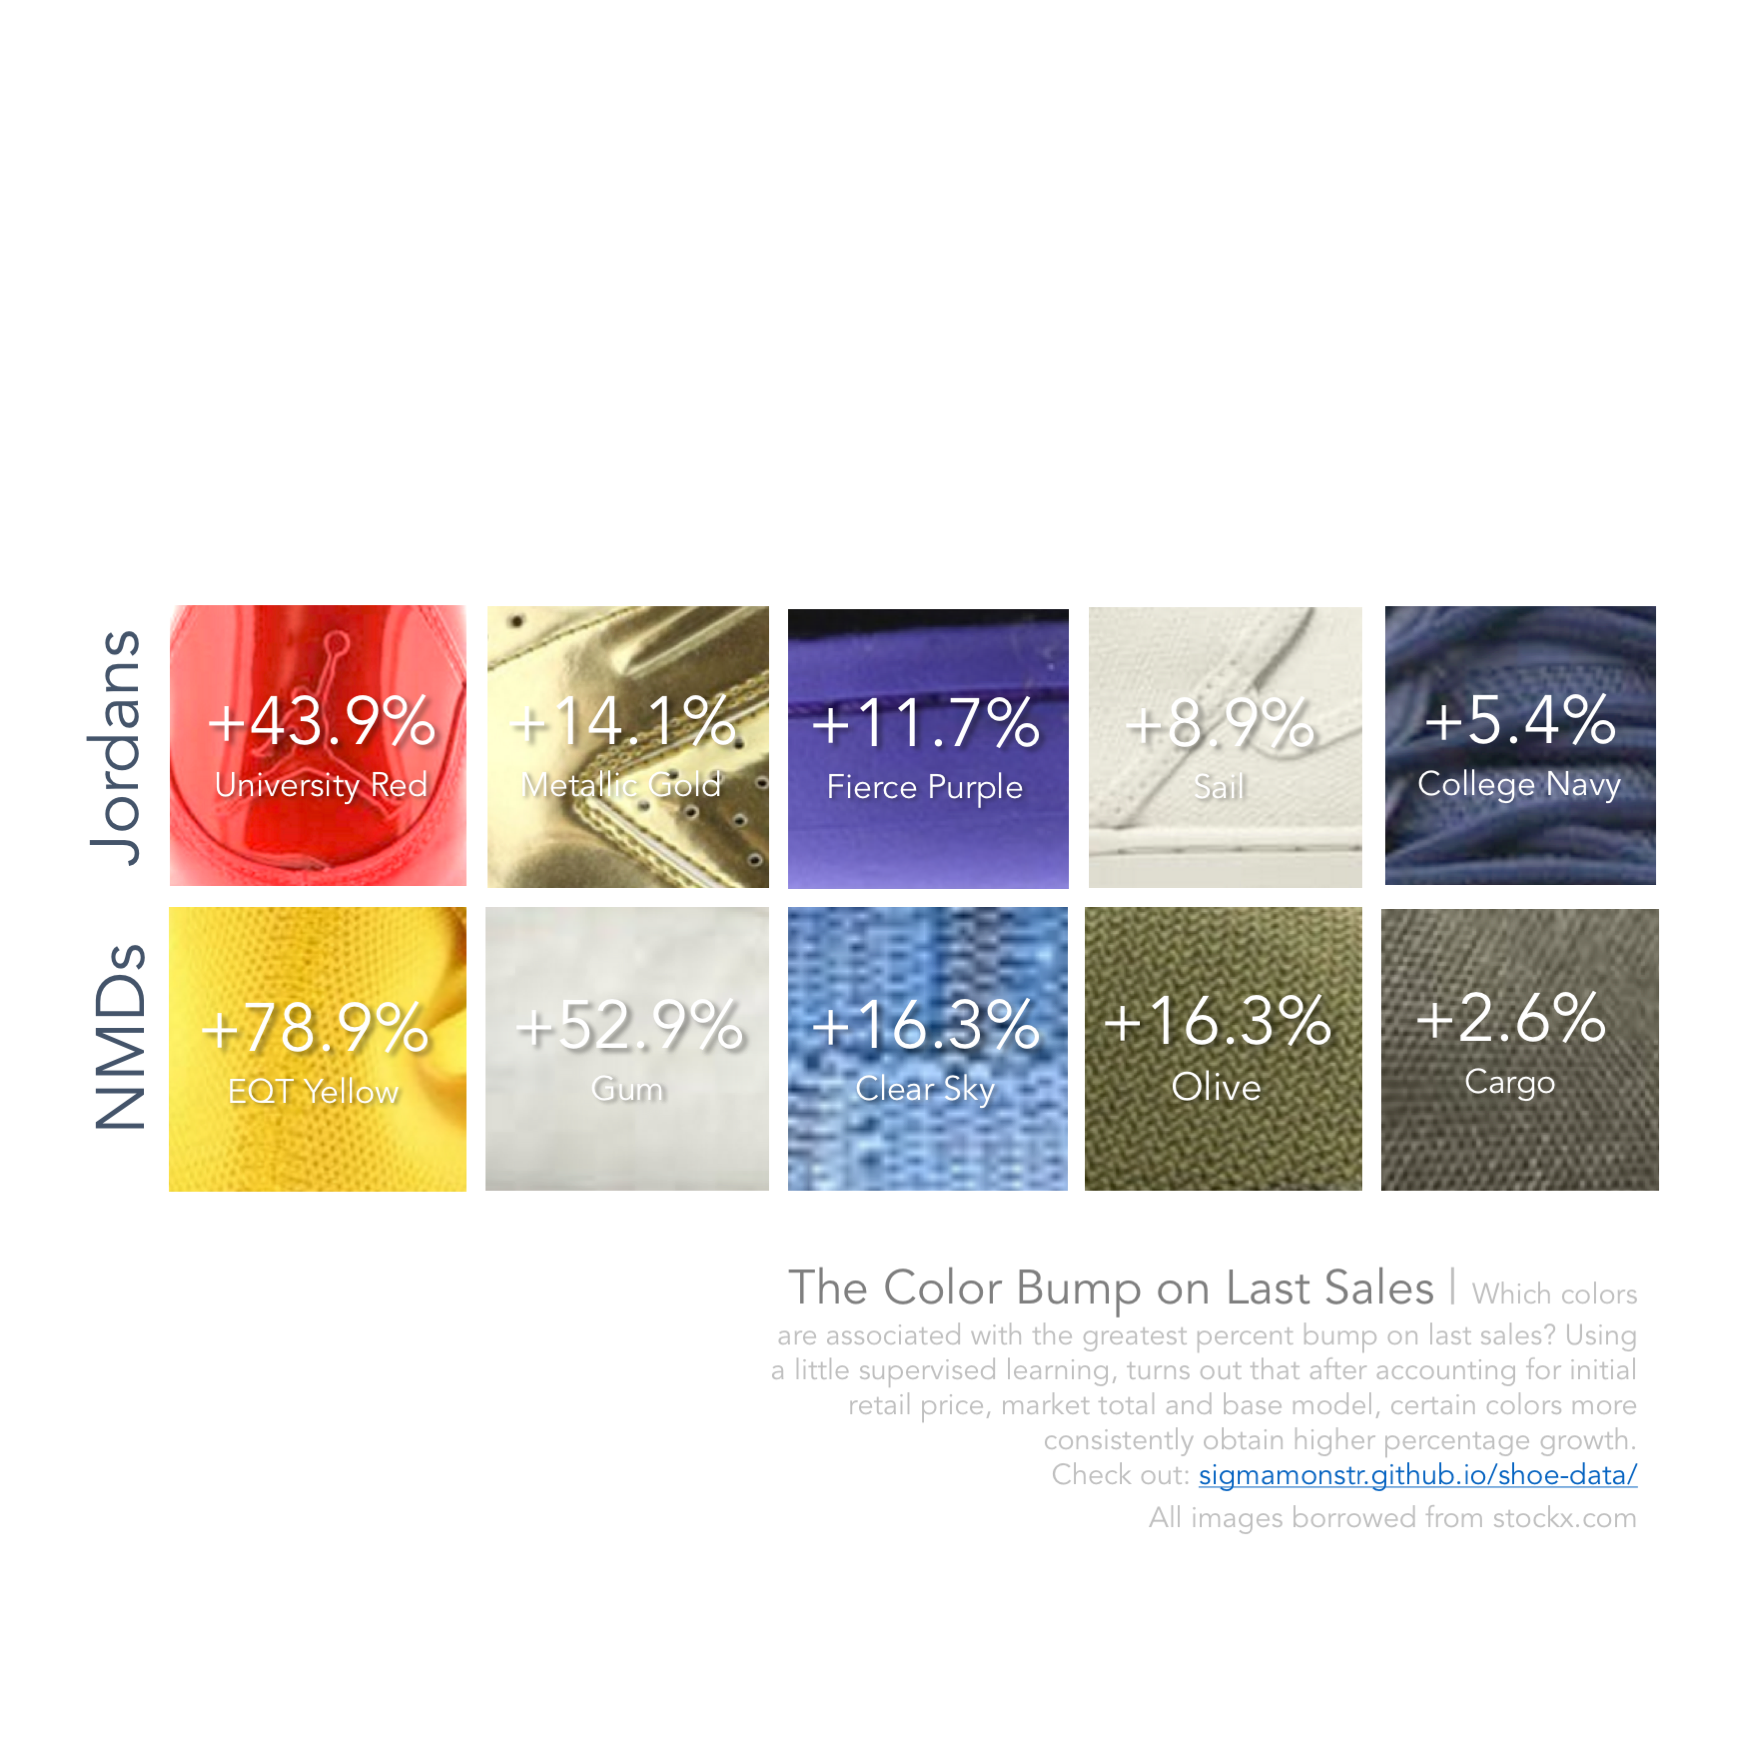 Jordans
+43.9%
University Red
+14.1%
Metallic Gold
+11.7%
Fierce Purple
+8.9%
Sail
+5.4%
College Navy
NMDs
+78.9%
EQT Yellow
+52.9%
Gum
+16.3%
Clear Sky
+16.3%
Olive
+2.6%
Cargo
The Color Bump on Last Sales | Which colors
are associated with the greatest percent bump on last sales? Using
a little supervised learning, turns out that after accounting for initial
retail price, market total and base model, certain colors more
consistently obtain higher percentage growth.
Check out: sigmamonstr.github.io/shoe-data/
All images borrowed from stockx.com